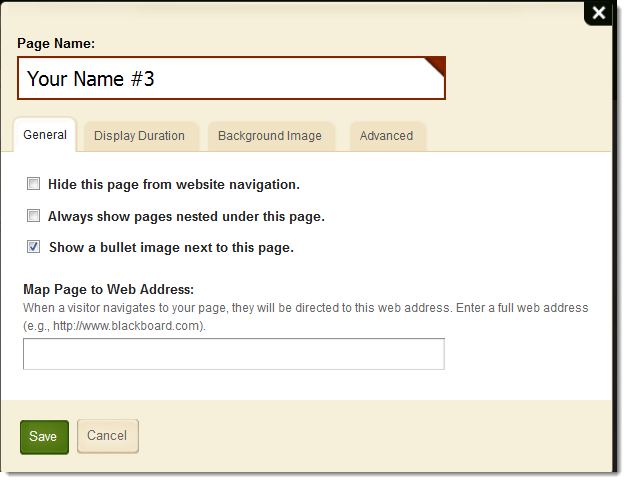 Page Name:
Your Name #3
General
Display Duration
Background Image
Advanced
Hide this page from website navigation.
Always show pages nested under this page.
Show a bullet image next to this page.
Map Page to Web Address:
When a visitor navigates to your page, they will be directed to this web address. Enter a full web address
(e.g., http://www.blackboard.com).
Save
Cancel